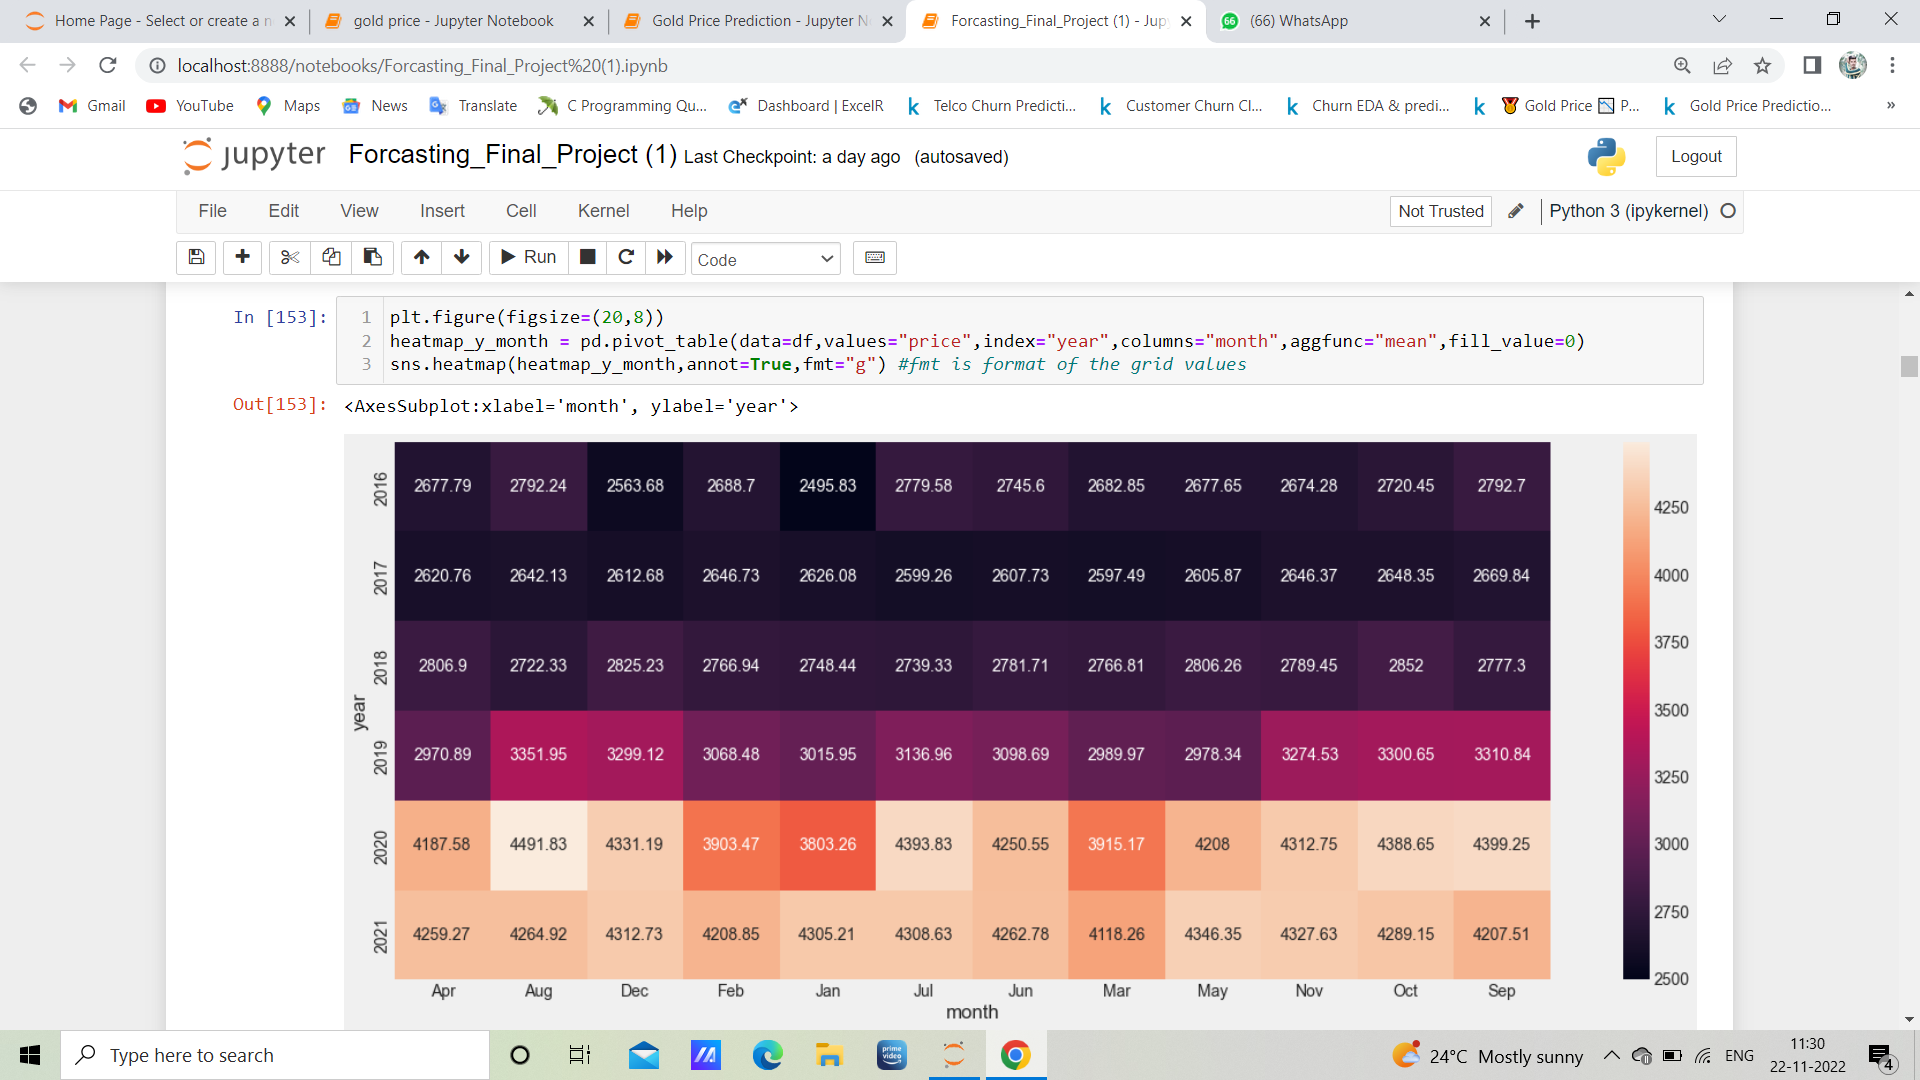 Home Page - Select or create a n
gold price - Jupyter Notebook
Gold Price Prediction - Jupyter N
Forcasting_Final_Project (1) - Jup
66 (66) WhatsApp
localhost:8888/notebooks/Forcasting_Final_Project%20(1).ipynb
Gmail YouTube Maps News Translate C Programming Qu... Dashboard | ExcelR Telco Churn Predicti... Customer Churn Cl... Churn EDA & predi... Gold Price P... Gold Price Predictio... »
jupyter Forcasting_Final_Project (1) Last Checkpoint: a day ago (autosaved) Logout
File Edit View Insert Cell Kernel Help Not Trusted Python 3 (ipykernel)
Run Code
In [153]:
1 plt.figure(figsize=(20,8))
2 heatmap_y_month = pd.pivot_table(data=df,values="price",index="year",columns="month",aggfunc="mean",fill_value=0)
3 sns.heatmap(heatmap_y_month,annot=True,fmt="g") #fmt is format of the grid values
Out[153]: <AxesSubplot:xlabel='month', ylabel='year'>
2016 2677.79 2792.24 2563.68 2688.7 2495.83 2779.58 2745.6 2682.85 2677.65 2674.28 2720.45 2792.7
2017 2620.76 2642.13 2612.68 2646.73 2626.08 2599.26 2607.73 2597.49 2605.87 2646.37 2648.35 2669.84
2018 2806.9 2722.33 2825.23 2766.94 2748.44 2739.33 2781.71 2766.81 2806.26 2789.45 2852 2777.3
year
2019 2970.89 3351.95 3299.12 3068.48 3015.95 3136.96 3098.69 2989.97 2978.34 3274.53 3300.65 3310.84
2020 4187.58 4491.83 4331.19 3903.47 3803.26 4393.83 4250.55 3915.17 4208 4312.75 4388.65 4399.25
2021 4259.27 4264.92 4312.73 4208.85 4305.21 4308.63 4262.78 4118.26 4346.35 4327.63 4289.15 4207.51
Apr Aug Dec Feb Jan Jul Jun Mar May Nov Oct Sep
month
4250
4000
3750
3500
3250
3000
2750
2500
Type here to search
prime video
24°C Mostly sunny
ENG
11:30
22-11-2022
4